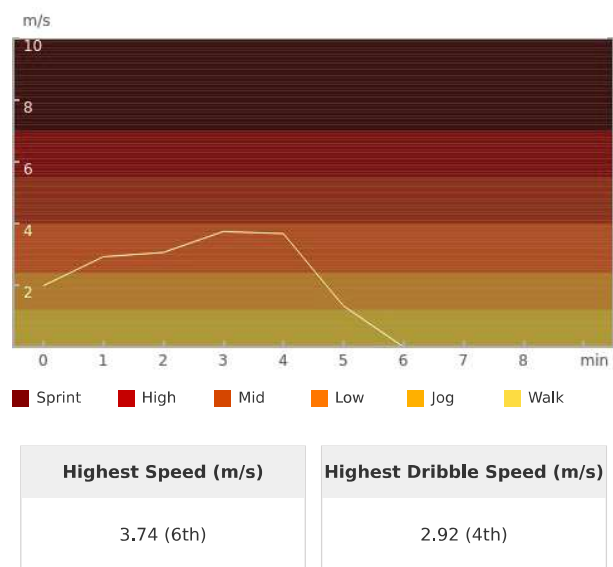 m/s
10
8
6
4
2
0 1 2 3 4 5 6 7 8 min
Sprint High Mid Low Jog Walk
Highest Speed (m/s) Highest Dribble Speed (m/s)
3.74 (6th) 2.92 (4th)